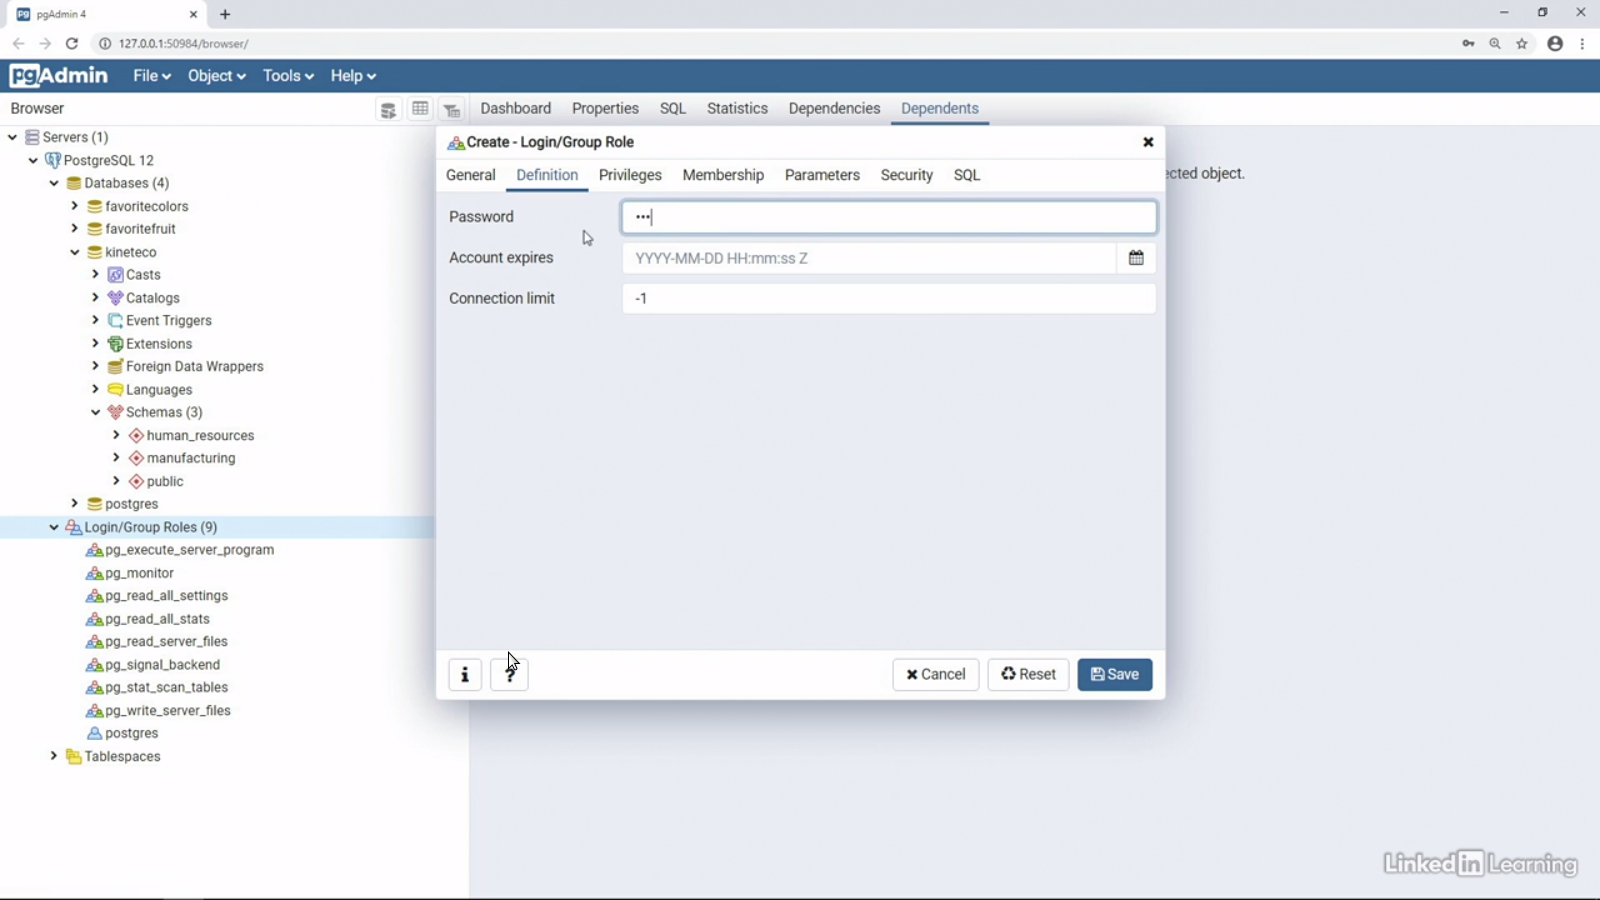 pgAdmin 4
127.0.0.1:50984/browser/
pgAdmin File Object Tools Help
Browser
Dashboard Properties SQL Statistics Dependencies Dependents
Servers (1)
PostgreSQL 12
Databases (4)
favoritecolors
favoritefruit
kineteco
Casts
Catalogs
Event Triggers
Extensions
Foreign Data Wrappers
Languages
Schemas (3)
human_resources
manufacturing
public
postgres
Login/Group Roles (9)
pg_execute_server_program
pg_monitor
pg_read_all_settings
pg_read_all_stats
pg_read_server_files
pg_signal_backend
pg_stat_scan_tables
pg_write_server_files
postgres
Tablespaces
Create - Login/Group Role
General Definition Privileges Membership Parameters Security SQL
ected object.
Password •••
Account expires YYYY-MM-DD HH:mm:ss Z
Connection limit -1
i ? Cancel Reset Save
Linked in Learning